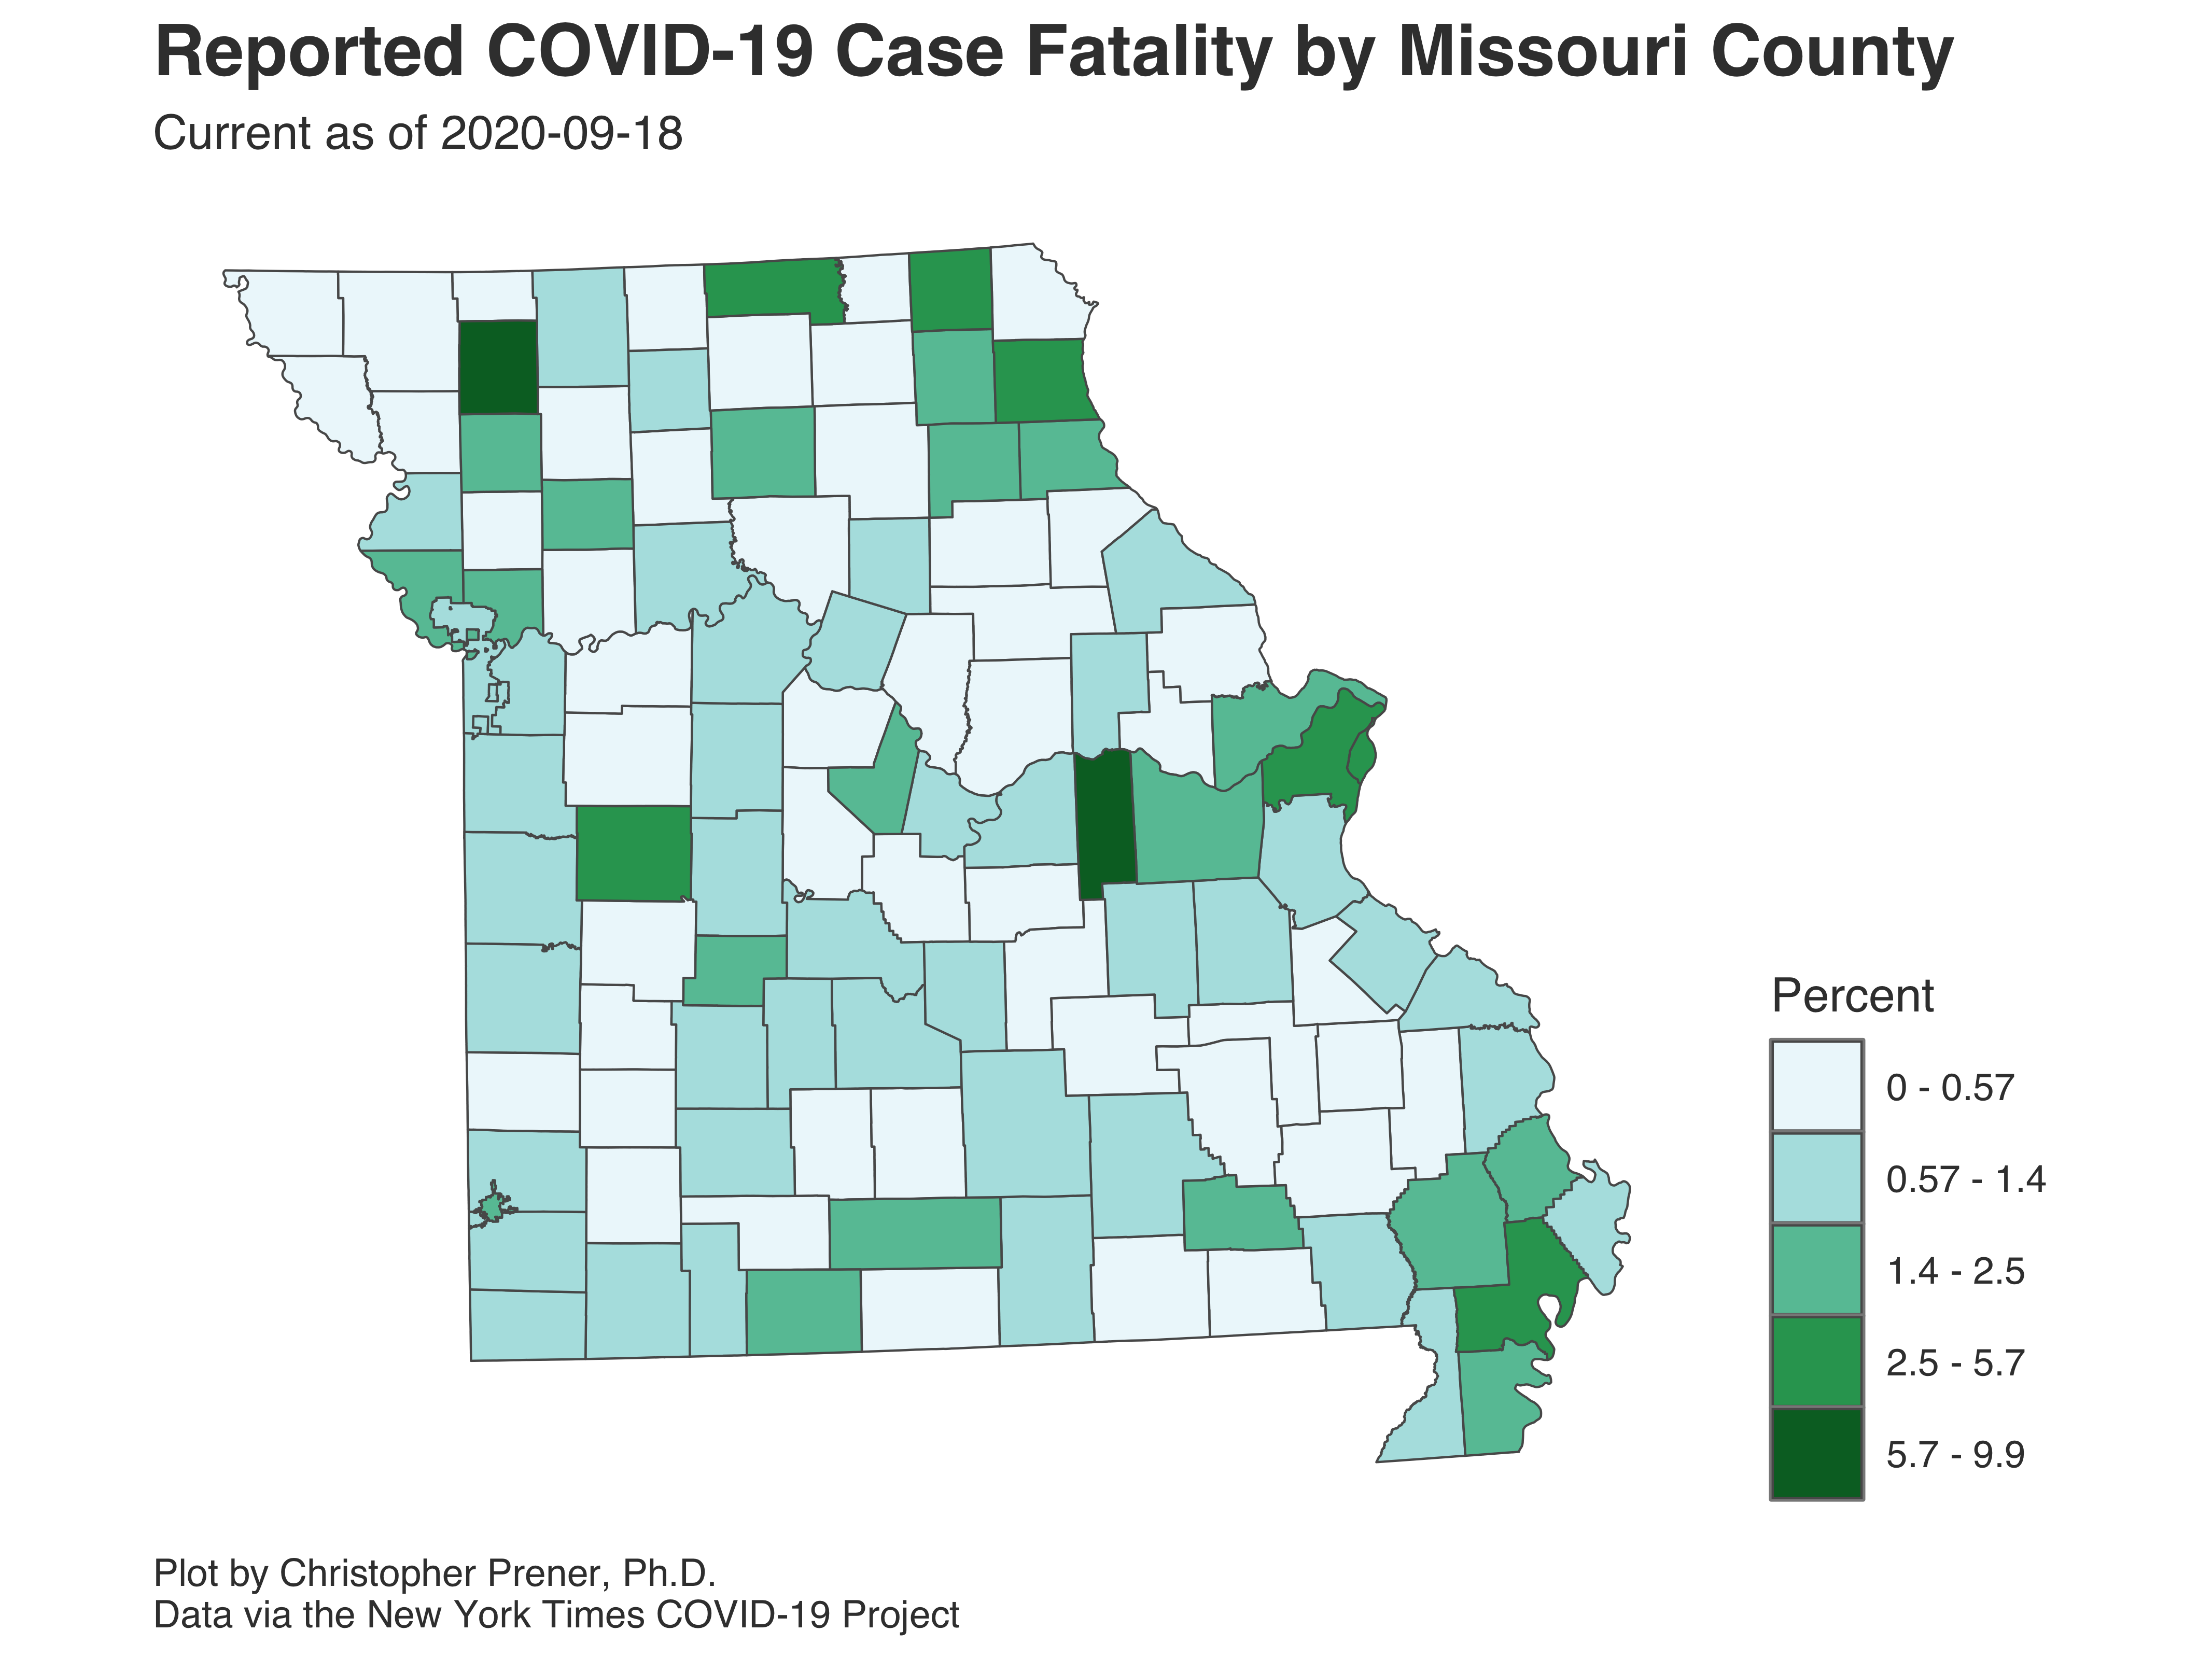 Reported COVID-19 Case Fatality by Missouri County
Current as of 2020-09-18
Percent
0 - 0.57
0.57 - 1.4
1.4 - 2.5
2.5 - 5.7
5.7 - 9.9
Plot by Christopher Prener, Ph.D.
Data via the New York Times COVID-19 Project